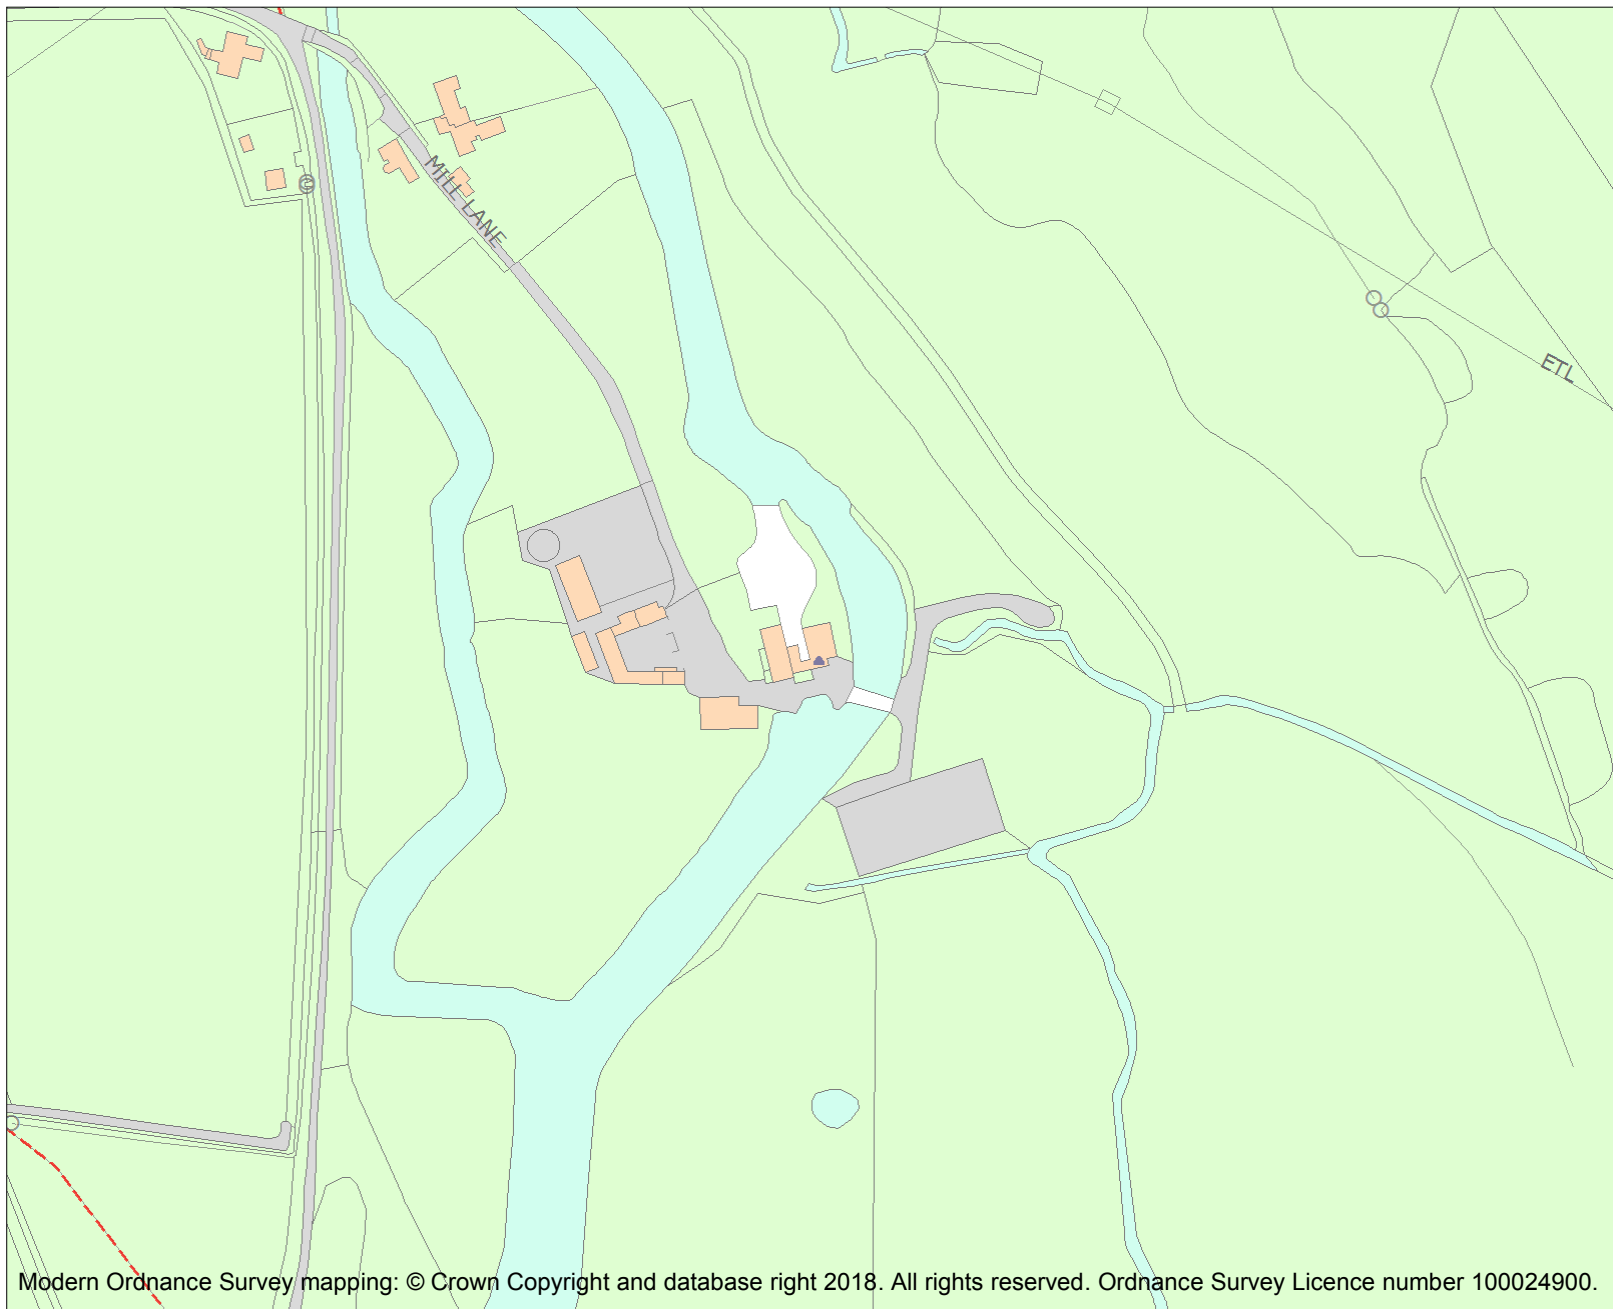 MILL LANE
ETL
Modern Ordnance Survey mapping: © Crown Copyright and database right 2018. All rights reserved. Ordnance Survey Licence number 100024900.